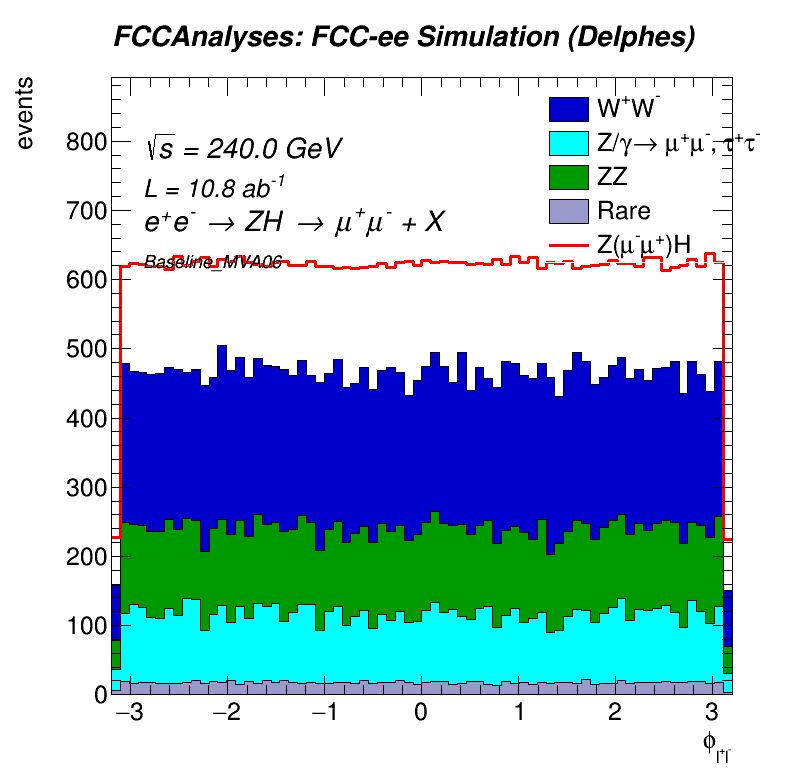 FCCAnalyses: FCC-ee Simulation (Delphes)
events
√s = 240.0 GeV
L = 10.8 ab⁻¹
e⁺e⁻ → ZH → μ⁺μ⁻ + X
Baseline_MVA06
W⁺W⁻
Z/γ→ μ⁺μ⁻, τ⁺τ⁻
ZZ
Rare
Z(μ⁻μ⁺)H
800
700
600
500
400
300
200
100
0
−3 −2 −1 0 1 2 3
ϕ_l⁺l⁻